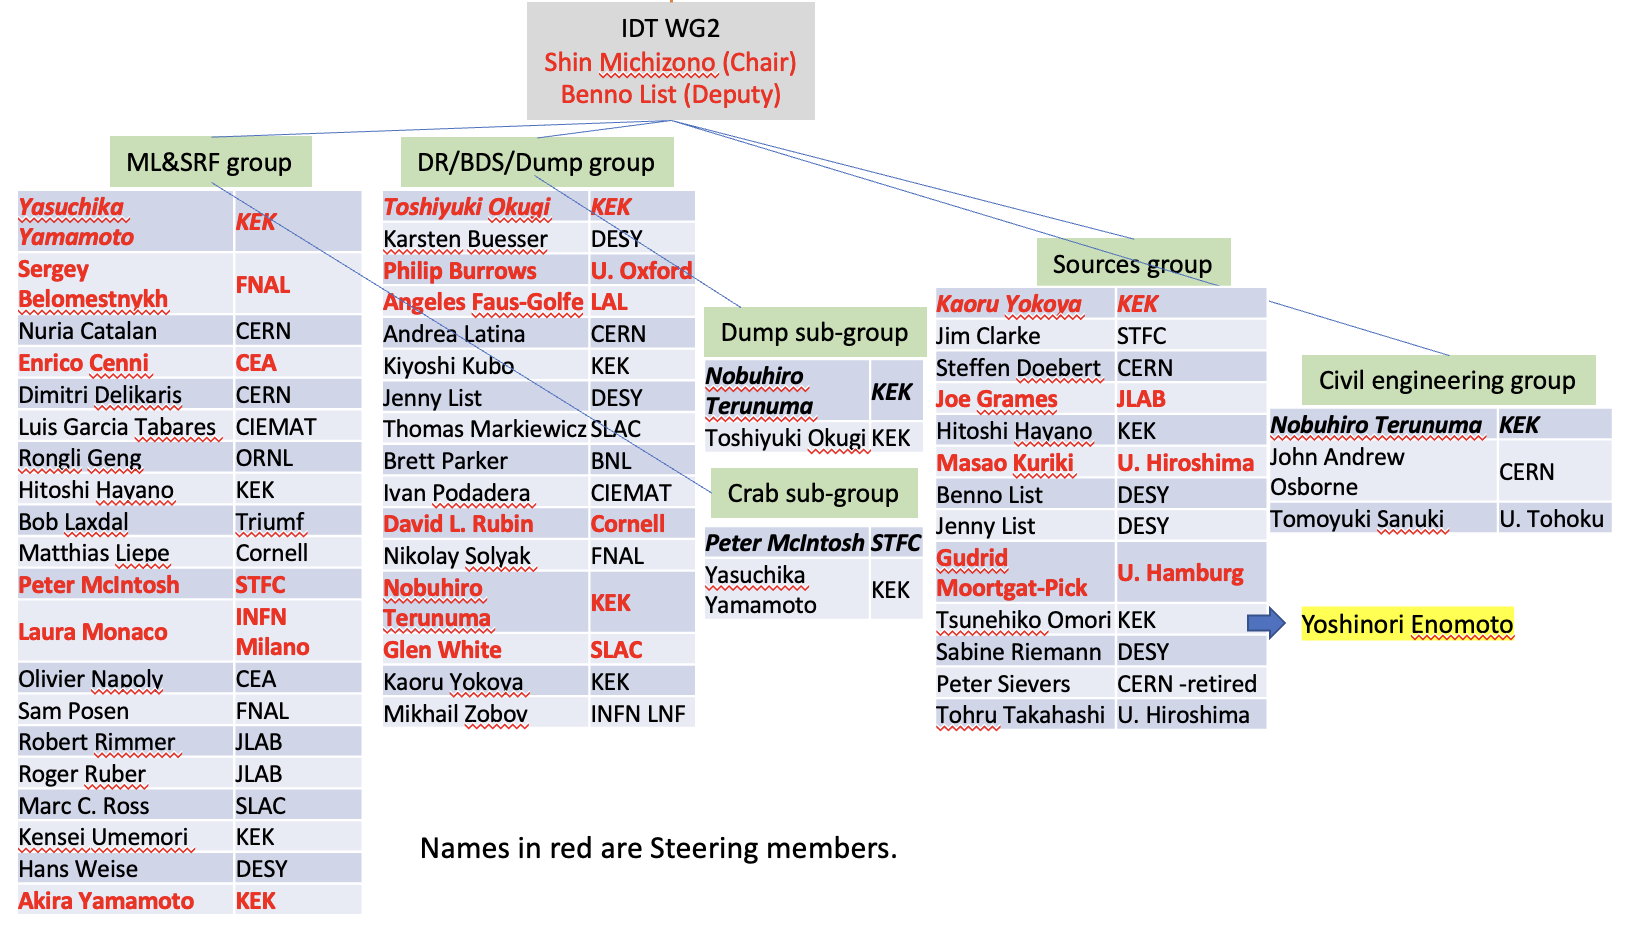 IDT WG2
Shin Michizono (Chair)
Benno List (Deputy)
ML&SRF group
Yasuchika
Yamamoto
KEK
Sergey
Belomestnykh
FNAL
Nuria Catalan CERN
Enrico Cenni CEA
Dimitri Delikaris CERN
Luis Garcia Tabares CIEMAT
Rongli Geng ORNL
Hitoshi Hayano KEK
Bob Laxdal Triumf
Matthias Liepe Cornell
Peter McIntosh STFC
Laura Monaco
INFN
Milano
Olivier Napoly CEA
Sam Posen FNAL
Robert Rimmer JLAB
Roger Ruber JLAB
Marc C. Ross SLAC
Kensei Umemori KEK
Hans Weise DESY
Akira Yamamoto KEK
DR/BDS/Dump group
Toshiyuki Okugi KEK
Karsten Buesser DESY
Philip Burrows U. Oxford
Angeles Faus-Golfe LAL
Andrea Latina CERN
Kiyoshi Kubo KEK
Jenny List DESY
Thomas Markiewicz SLAC
Brett Parker BNL
Ivan Podadera CIEMAT
David L. Rubin Cornell
Nikolay Solyak FNAL
Nobuhiro
Terunuma
KEK
Glen White SLAC
Kaoru Yokoya KEK
Mikhail Zobov INFN LNF
Dump sub-group
Nobuhiro
Terunuma
KEK
Toshiyuki Okugi KEK
Crab sub-group
Peter McIntosh STFC
Yasuchika
Yamamoto
KEK
Sources group
Kaoru Yokoya KEK
Jim Clarke STFC
Steffen Doebert CERN
Joe Grames JLAB
Hitoshi Hayano KEK
Masao Kuriki U. Hiroshima
Benno List DESY
Jenny List DESY
Gudrid
Moortgat-Pick
U. Hamburg
Tsunehiko Omori KEK
Sabine Riemann DESY
Peter Sievers CERN -retired
Tohru Takahashi U. Hiroshima
Civil engineering group
Nobuhiro Terunuma KEK
John Andrew
Osborne
CERN
Tomoyuki Sanuki U. Tohoku
Yoshinori Enomoto
Names in red are Steering members.